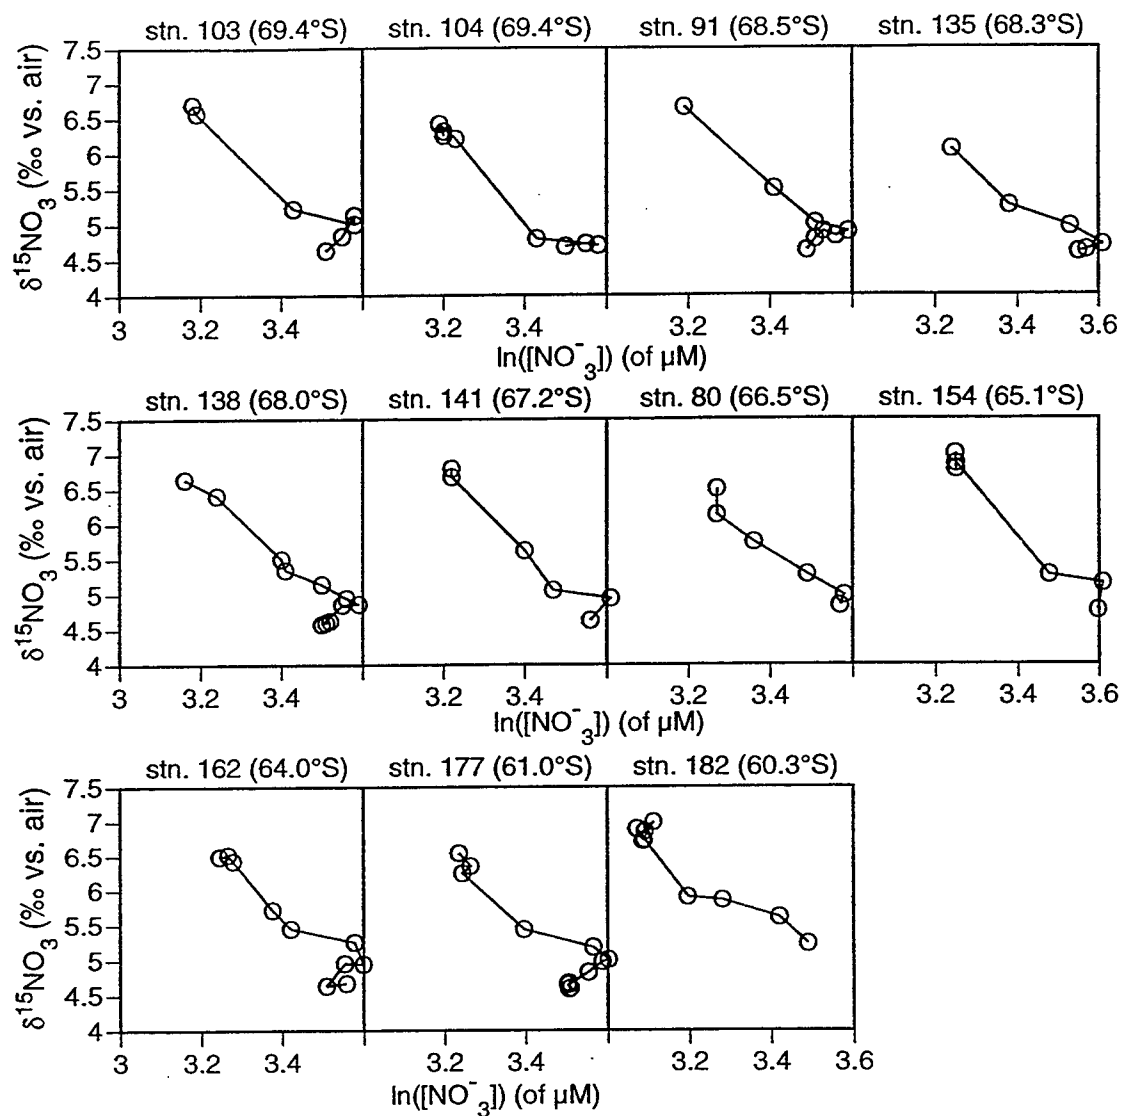 stn. 103 (69.4°S) stn. 104 (69.4°S) stn. 91 (68.5°S) stn. 135 (68.3°S)
7.5
7
6.5
6
5.5
5
4.5
4
δ¹⁵NO₃ (‰ vs. air)
3 3.2 3.4 3.2 3.4 3.2 3.4 3.2 3.4 3.6
ln([NO⁻₃]) (of µM)
stn. 138 (68.0°S) stn. 141 (67.2°S) stn. 80 (66.5°S) stn. 154 (65.1°S)
7.5
7
6.5
6
5.5
5
4.5
4
δ¹⁵NO₃ (‰ vs. air)
3 3.2 3.4 3.2 3.4 3.2 3.4 3.2 3.4 3.6
ln([NO⁻₃]) (of µM)
stn. 162 (64.0°S) stn. 177 (61.0°S) stn. 182 (60.3°S)
7.5
7
6.5
6
5.5
5
4.5
4
δ¹⁵NO₃ (‰ vs. air)
3 3.2 3.4 3.2 3.4 3.2 3.4 3.6
ln([NO⁻₃]) (of µM)